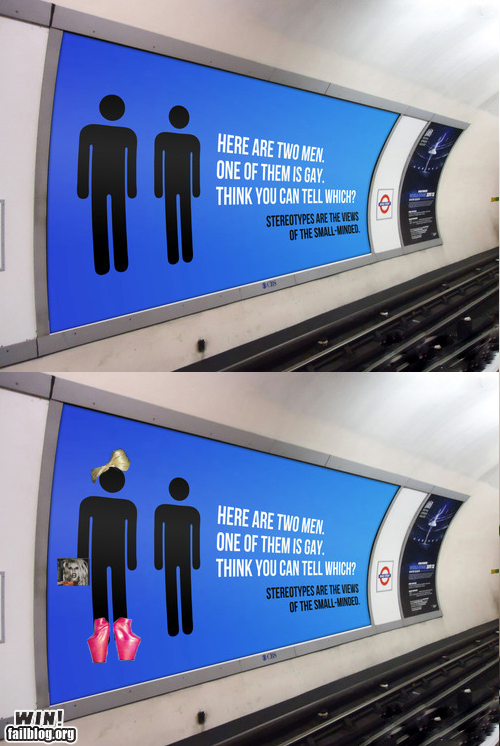 HERE ARE TWO MEN.
ONE OF THEM IS GAY.
THINK YOU CAN TELL WHICH?
STEREOTYPES ARE THE VIEWS
OF THE SMALL-MINDED.
CBS
HERE ARE TWO MEN.
ONE OF THEM IS GAY.
THINK YOU CAN TELL WHICH?
STEREOTYPES ARE THE VIEWS
OF THE SMALL-MINDED.
CBS
WIN!
failblog.org